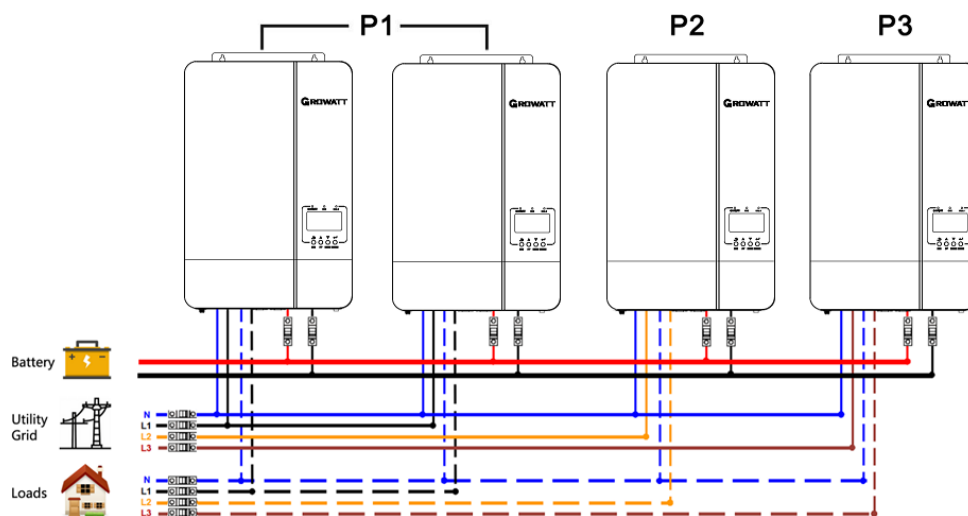 P1 P2 P3
GROWATT GROWATT GROWATT GROWATT
Battery
+ −
Utility
Grid
N
L1
L2
L3
Loads
N
L1
L2
L3